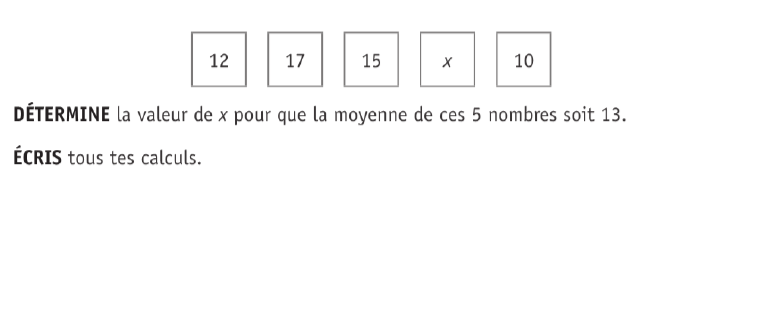 12 17 15 x 10
DÉTERMINE la valeur de x pour que la moyenne de ces 5 nombres soit 13.
ÉCRIS tous tes calculs.